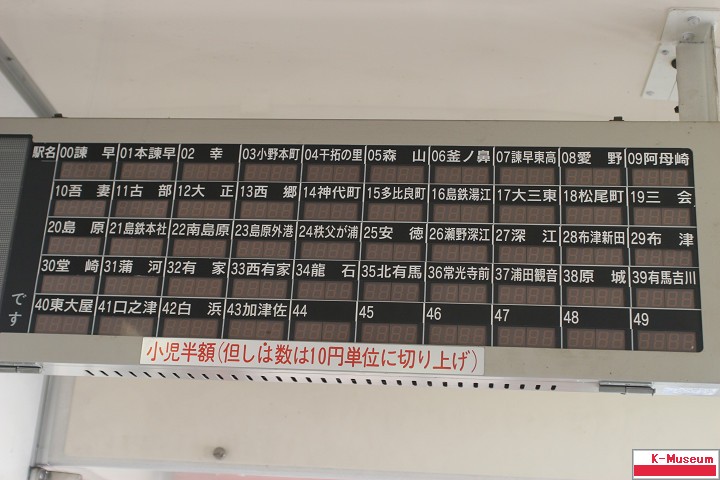 駅名 00諫早 01本諫早 02幸 03小野本町 04干拓の里 05森山 06釜ノ鼻 07諫早東高 08愛野 09阿母崎
10吾妻 11古部 12大正 13西郷 14神代町 15多比良町 16島鉄湯江 17大三東 18松尾町 19三会
20島原 21島鉄本社 22南島原 23島原外港 24秩父が浦 25安徳 26瀬野深江 27深江 28布津新田 29布津
30堂崎 31蒲河 32有家 33西有家 34龍石 35北有馬 36常光寺前 37浦田観音 38原城 39有馬吉川
40東大屋 41口之津 42白浜 43加津佐 44 45 46 47 48 49
です
小児半額(但しは数は10円単位に切り上げ)
K-Museum